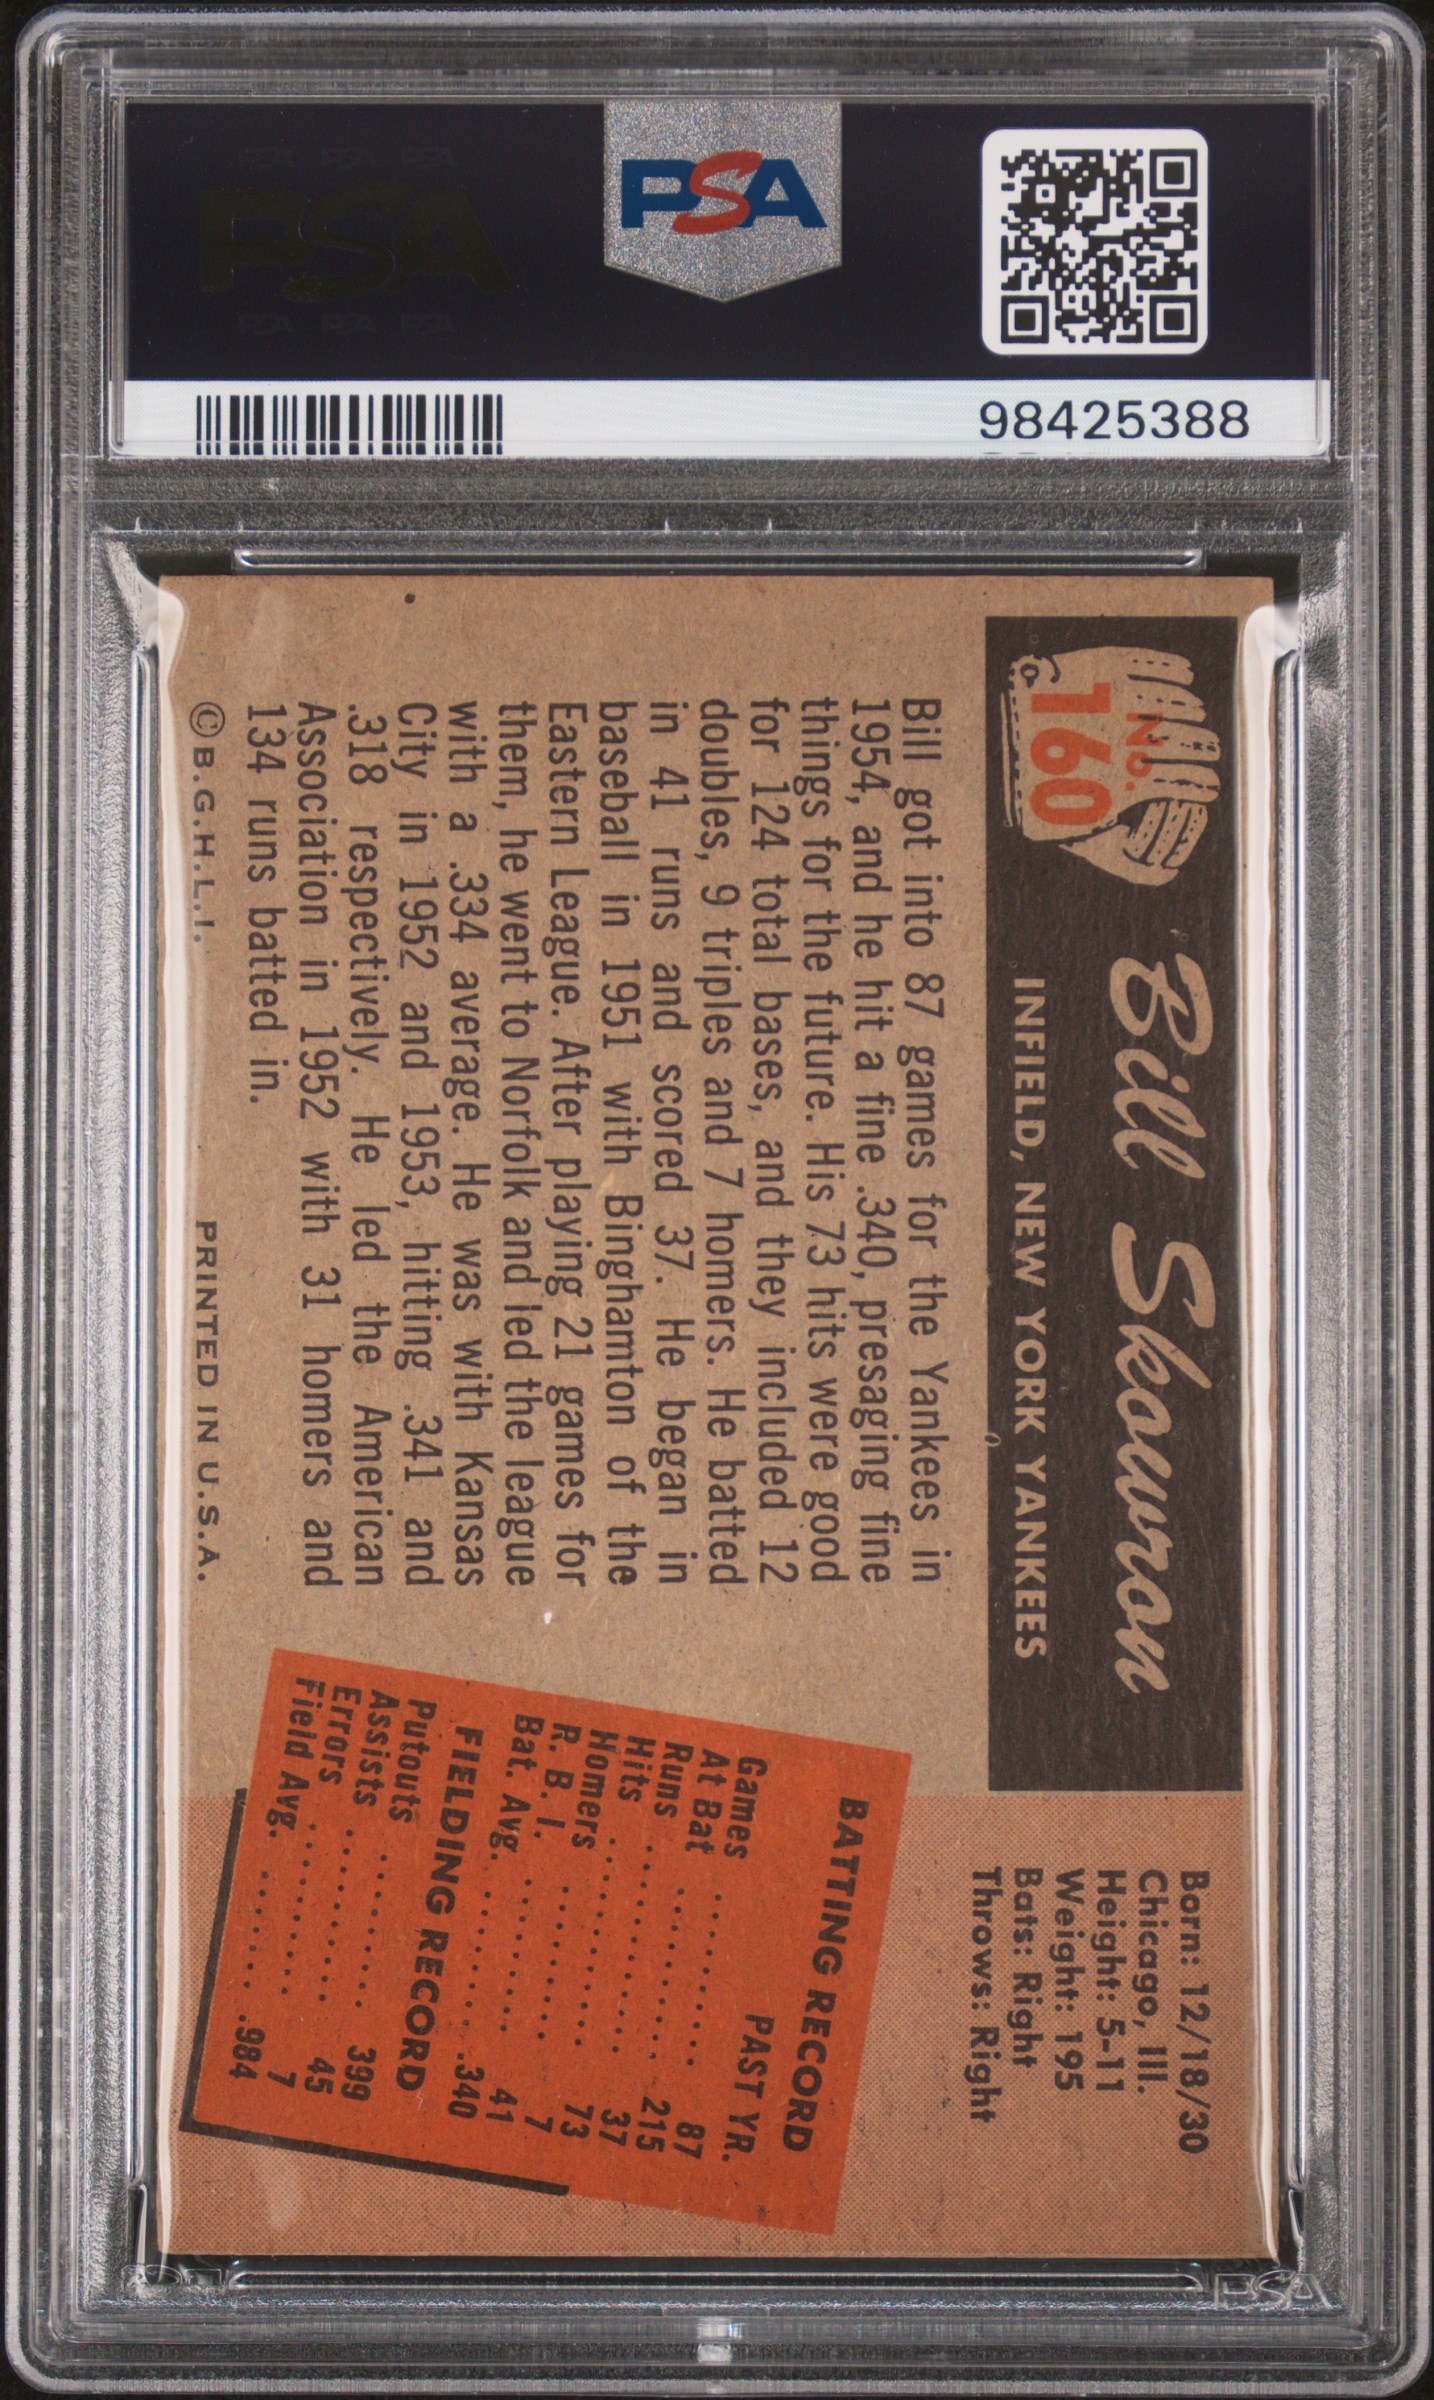 PSA
98425388
No.
160
Bill Skowron
INFIELD, NEW YORK YANKEES
Born: 12/18/30
Chicago, Ill.
Height: 5-11
Weight: 195
Bats: Right
Throws: Right
Bill got into 87 games for the Yankees in
1954, and he hit a fine .340, presaging fine
things for the future. His 73 hits were good
for 124 total bases, and they included 12
doubles, 9 triples and 7 homers. He batted
in 41 runs and scored 37. He began in
baseball in 1951 with Binghamton of the
Eastern League. After playing 21 games for
them, he went to Norfolk and led the league
with a .334 average. He was with Kansas
City in 1952 and 1953, hitting .341 and
.318 respectively. He led the American
Association in 1952 with 31 homers and
134 runs batted in.
BATTING RECORD
PAST YR.
Games .......... 87
At Bat .......... 215
Runs .......... 37
Hits .......... 73
Homers .......... 7
R. B. I. .......... 41
Bat. Avg. .......... .340
FIELDING RECORD
Putouts .......... 399
Assists .......... 45
Errors .......... 7
Field Avg. .......... .984
© B.G.H.L.I. PRINTED IN U.S.A.
PSA